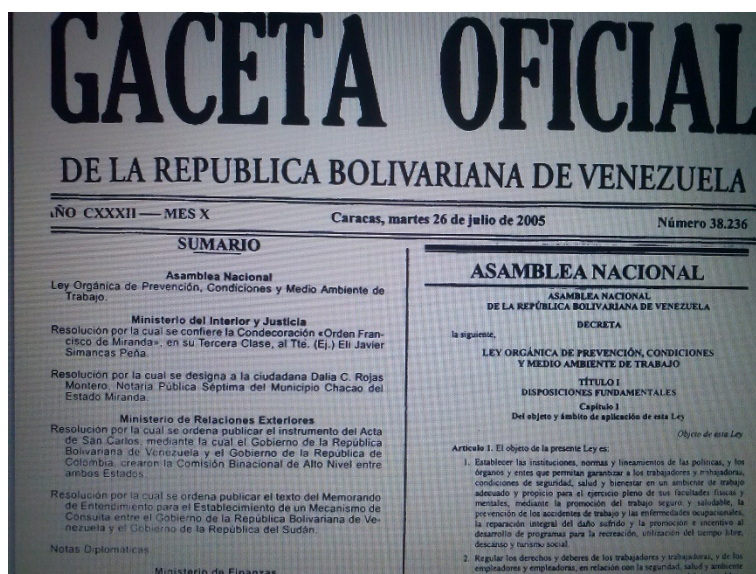 GACETA OFICIAL
DE LA REPUBLICA BOLIVARIANA DE VENEZUELA
AÑO CXXXII — MES X
Caracas, martes 26 de julio de 2005
Número 38.236
SUMARIO
Asamblea Nacional
Ley Orgánica de Prevención, Condiciones y Medio Ambiente de
Trabajo.
Ministerio del Interior y Justicia
Resolución por la cual se confiere la Condecoración «Orden Fran-
cisco de Miranda», en su Tercera Clase, al Tte. (Ej.) Eli Javier
Simancas Peña.
Resolución por la cual se designa a la ciudadana Dalia C. Rojas
Montero, Notaria Pública Séptima del Municipio Chacao del
Estado Miranda.
Ministerio de Relaciones Exteriores
Resolución por la cual se ordena publicar el instrumento del Acta
de San Carlos, mediante la cual el Gobierno de la República
Bolivariana de Venezuela y el Gobierno de la República de
Colombia, crearon la Comisión Binacional de Alto Nivel entre
ambos Estados.
Resolución por la cual se ordena publicar el texto del Memorando
de Entendimiento para el Establecimiento de un Mecanismo de
Consulta entre el Gobierno de la República Bolivariana de Ve-
nezuela y el Gobierno de la República del Sudán.
Notas Diplomáticas
Ministerio de Finanzas
ASAMBLEA NACIONAL
ASAMBLEA NACIONAL
DE LA REPÚBLICA BOLIVARIANA DE VENEZUELA
DECRETA
la siguiente,
LEY ORGÁNICA DE PREVENCIÓN, CONDICIONES
Y MEDIO AMBIENTE DE TRABAJO
TÍTULO I
DISPOSICIONES FUNDAMENTALES
Capítulo I
Del objeto y ámbito de aplicación de esta Ley
Objeto de esta Ley
Artículo 1. El objeto de la presente Ley es:
1. Establecer las instituciones, normas y lineamientos de las políticas, y los
órganos y entes que permitan garantizar a los trabajadores y trabajadoras,
condiciones de seguridad, salud y bienestar en un ambiente de trabajo
adecuado y propicio para el ejercicio pleno de sus facultades físicas y
mentales, mediante la promoción del trabajo seguro y saludable, la
prevención de los accidentes de trabajo y las enfermedades ocupacionales,
la reparación integral del daño sufrido y la promoción e incentivo al
desarrollo de programas para la recreación, utilización del tiempo libre,
descanso y turismo social.
2. Regular los derechos y deberes de los trabajadores y trabajadoras, y de los
empleadores y empleadoras, en relación con la seguridad, salud y ambiente